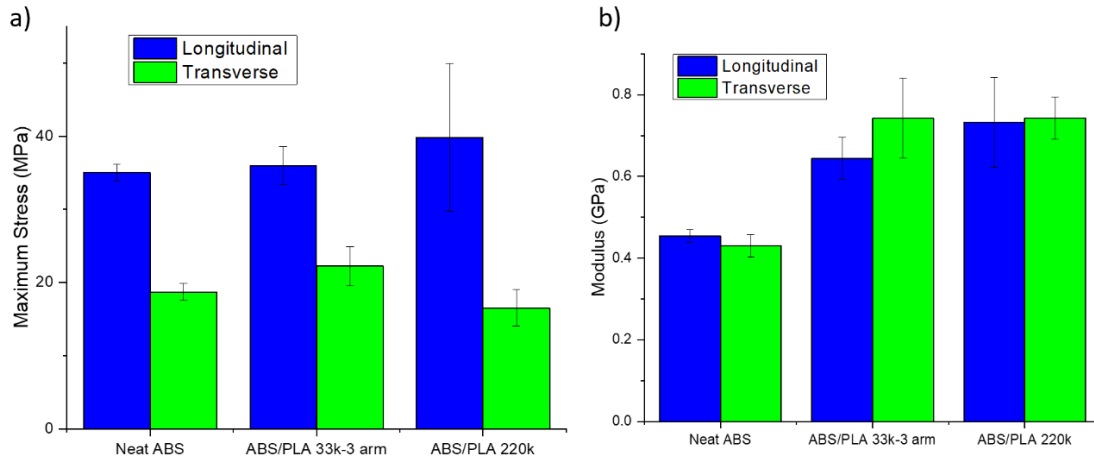 a)
Longitudinal
Transverse
Maximum Stress (MPa)
40
20
0
Neat ABS
ABS/PLA 33k-3 arm
ABS/PLA 220k
b)
Longitudinal
Transverse
Modulus (GPa)
0.8
0.6
0.4
0.2
0.0
Neat ABS
ABS/PLA 33k-3 arm
ABS/PLA 220k